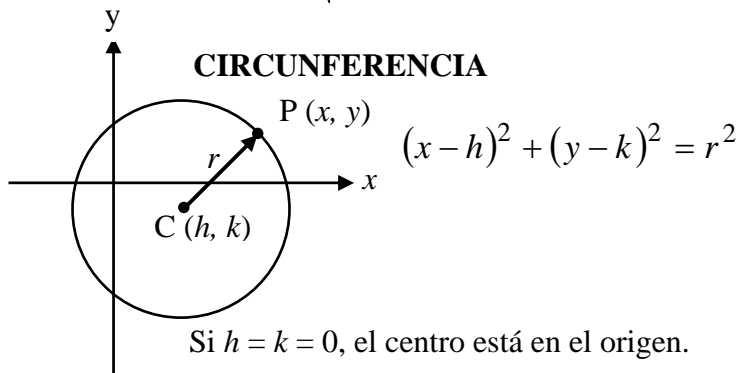 y
CIRCUNFERENCIA
P (x, y)
(x – h)² + (y – k)² = r²
r
x
C (h, k)
Si h = k = 0, el centro está en el origen.